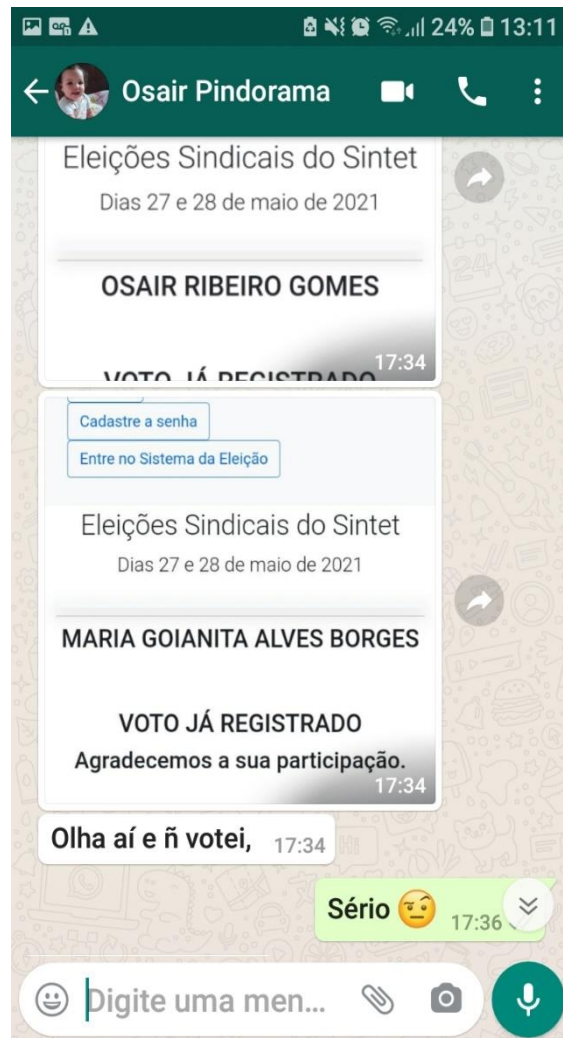 24% 13:11
Osair Pindorama
Eleições Sindicais do Sintet
Dias 27 e 28 de maio de 2021
OSAIR RIBEIRO GOMES
VOTO JÁ REGISTRADO
17:34
Cadastre a senha
Entre no Sistema da Eleição
Eleições Sindicais do Sintet
Dias 27 e 28 de maio de 2021
MARIA GOIANITA ALVES BORGES
VOTO JÁ REGISTRADO
Agradecemos a sua participação.
17:34
Olha aí e ñ votei, 17:34
Sério 🤨 17:36
Digite uma men...